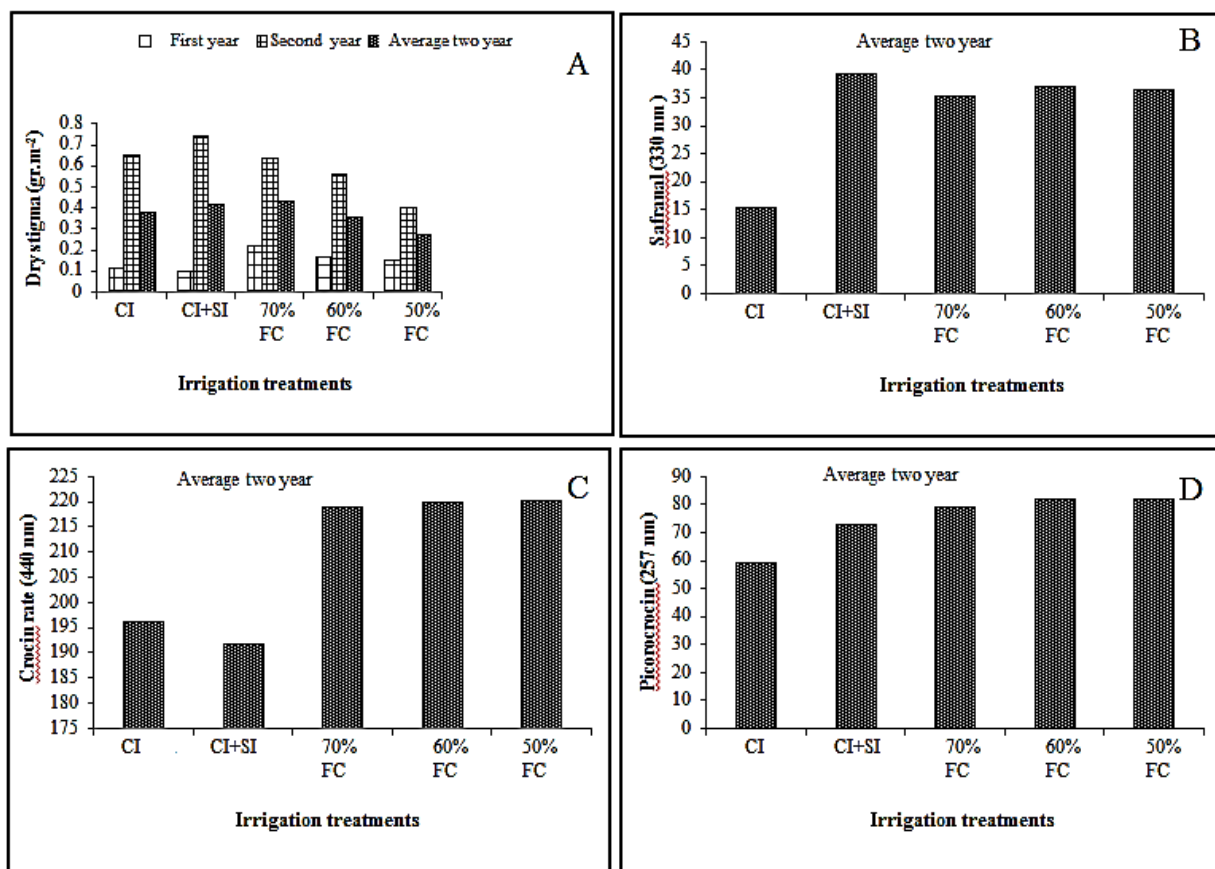 First year Second year Average two year
A
Dry stigma (gr.m-2)
0.8
0.7
0.6
0.5
0.4
0.3
0.2
0.1
0
CI CI+SI 70% FC 60% FC 50% FC
Irrigation treatments
Average two year
B
Safranal (330 nm)
45
40
35
30
25
20
15
10
5
0
CI CI+SI 70% FC 60% FC 50% FC
Irrigation treatments
Average two year
C
Crocin rate (440 nm)
225
220
215
210
205
200
195
190
185
180
175
CI CI+SI 70% FC 60% FC 50% FC
Irrigation treatments
Average two year
D
Picorocrocin (257 nm)
90
80
70
60
50
40
30
20
10
0
CI CI+SI 70% FC 60% FC 50% FC
Irrigation treatments